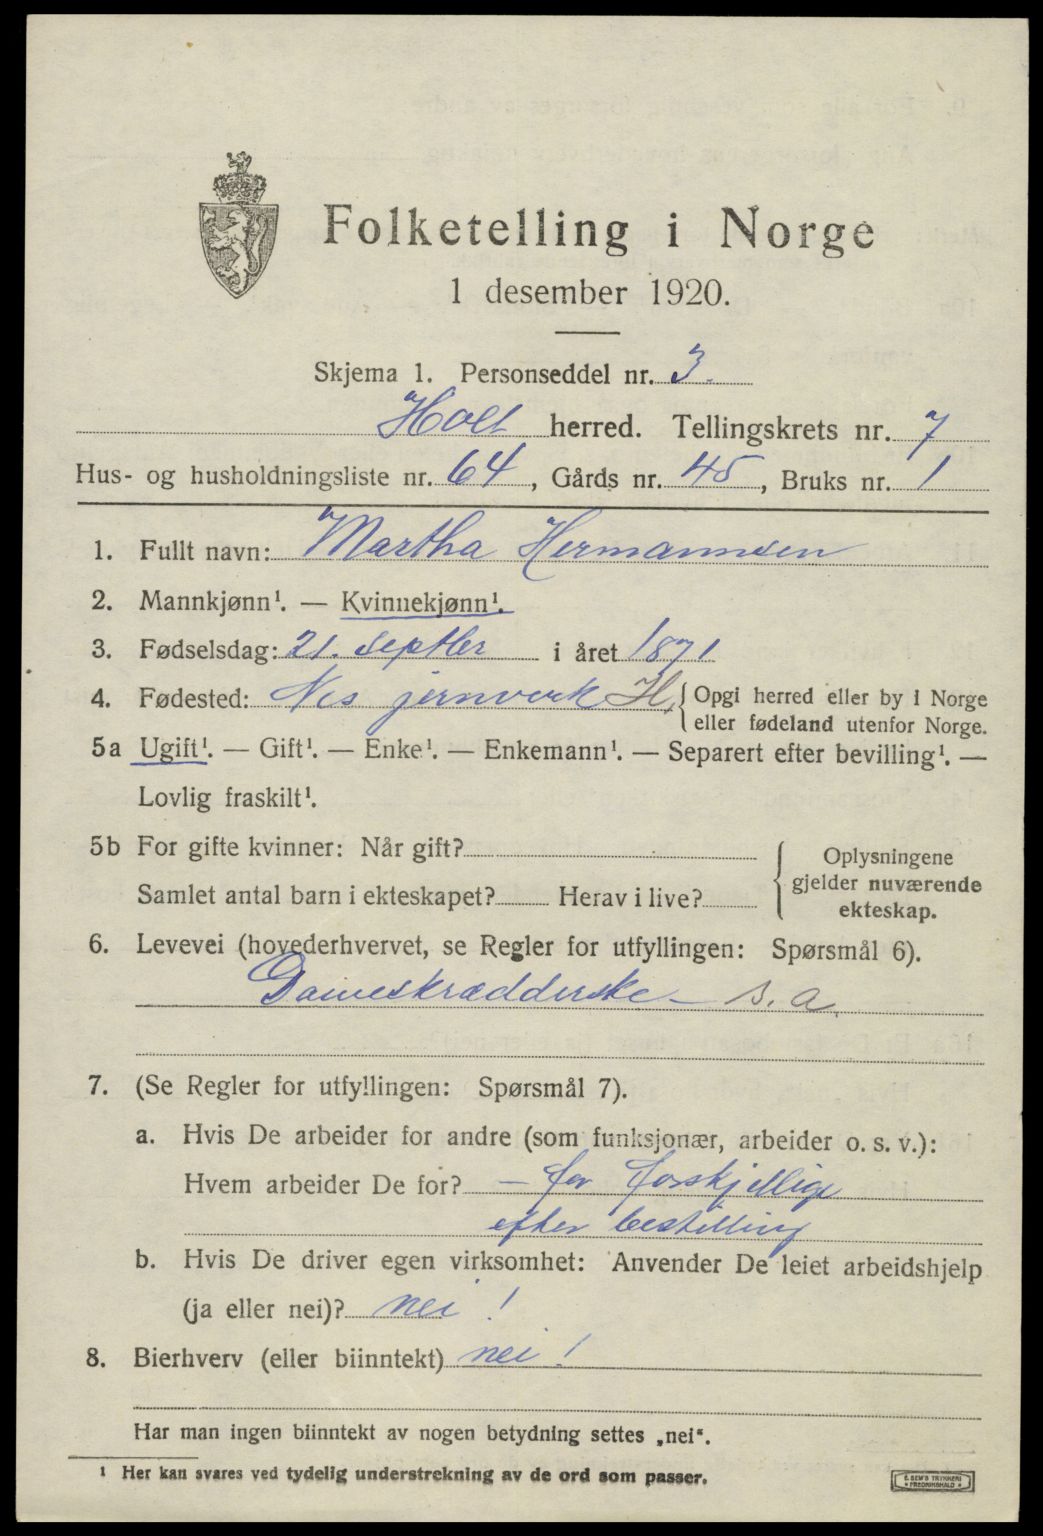 Folketelling i Norge
1 desember 1920.
Skjema 1. Personseddel nr. 3.
Holt herred. Tellingskrets nr. 7
Hus- og husholdningsliste nr. 64, Gårds nr. 45, Bruks nr. 1
1. Fullt navn: Martha Hermannsen
2. Mannkjønn¹. — Kvinnekjønn¹.
3. Fødselsdag: 21. septbr i året 1871
4. Fødested: Nes jernverk H. { Opgi herred eller by i Norge
eller fødeland utenfor Norge.
5a Ugift¹. — Gift¹. — Enke¹. — Enkemann¹. — Separert efter bevilling¹. —
Lovlig fraskilt¹.
5b For gifte kvinner: Når gift?
Samlet antal barn i ekteskapet? Herav i live?
{ Oplysningene
gjelder nuværende
ekteskap.
6. Levevei (hovederhvervet, se Regler for utfyllingen: Spørsmål 6).
Dameskrædderske – s. a.
7. (Se Regler for utfyllingen: Spørsmål 7).
a. Hvis De arbeider for andre (som funksjonær, arbeider o. s. v.):
Hvem arbeider De for? – for forskjellige
efter bestilling
b. Hvis De driver egen virksomhet: Anvender De leiet arbeidshjelp
(ja eller nei)? nei !
8. Bierhverv (eller biinntekt) nei !
Har man ingen biinntekt av nogen betydning settes „nei“.
¹ Her kan svares ved tydelig understrekning av de ord som passer.
E. SEM'S TRYKKERI
• FREDRIKSHALD •